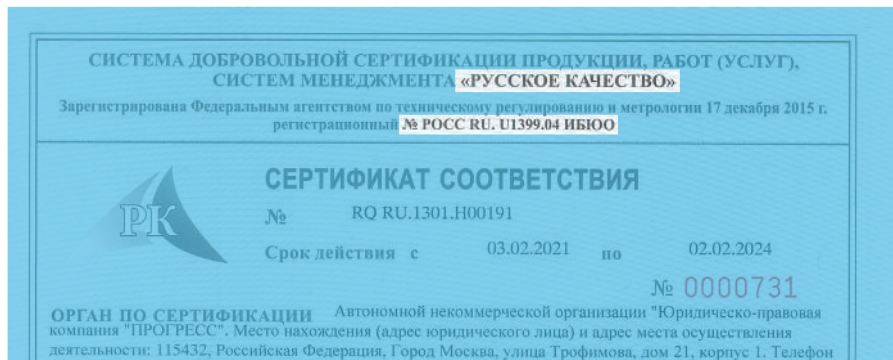 СИСТЕМА ДОБРОВОЛЬНОЙ СЕРТИФИКАЦИИ ПРОДУКЦИИ, РАБОТ (УСЛУГ),
СИСТЕМ МЕНЕДЖМЕНТА «РУССКОЕ КАЧЕСТВО»
Зарегистрирована Федеральным агентством по техническому регулированию и метрологии 17 декабря 2015 г.
регистрационный № РОСС RU. U1399.04 ИБЮО
РК
СЕРТИФИКАТ СООТВЕТСТВИЯ
№ RQ RU.1301.H00191
Срок действия с 03.02.2021 по 02.02.2024
№ 0000731
ОРГАН ПО СЕРТИФИКАЦИИ Автономной некоммерческой организации "Юридическо-правовая
компания "ПРОГРЕСС". Место нахождения (адрес юридического лица) и адрес места осуществления
деятельности: 115432, Российская Федерация, Город Москва, улица Трофимова, дом 21, корпус 1. Телефон